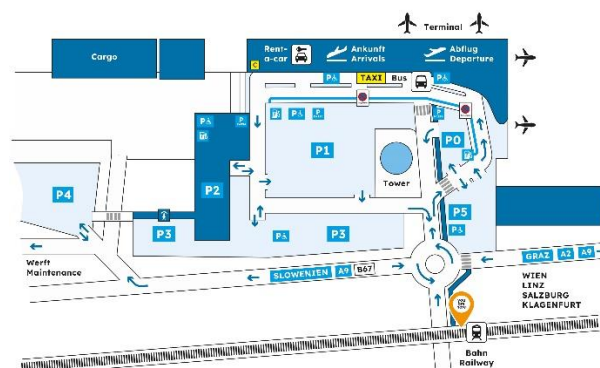 Terminal
Cargo
Rent-
a-car
Ankunft
Arrivals
Abflug
Departure
C
TAXI
Bus
P
P
P
P
P
P
P1
P0
P2
Tower
P4
P3
P
P3
P5
P
Werft
Maintenance
SLOWENIEN A9 B67
GRAZ A2 A9
WIEN
LINZ
SALZBURG
KLAGENFURT
Bahn
Railway